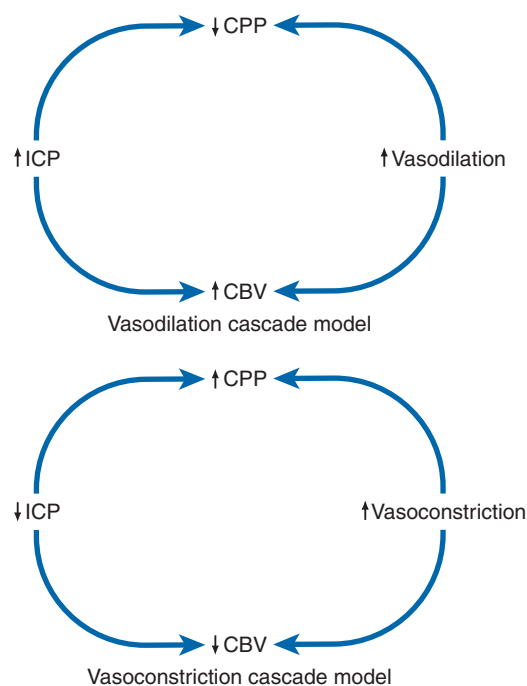 ↓CPP
↑ICP
↑Vasodilation
↑CBV
Vasodilation cascade model
↑CPP
↓ICP
↑Vasoconstriction
↓CBV
Vasoconstriction cascade model